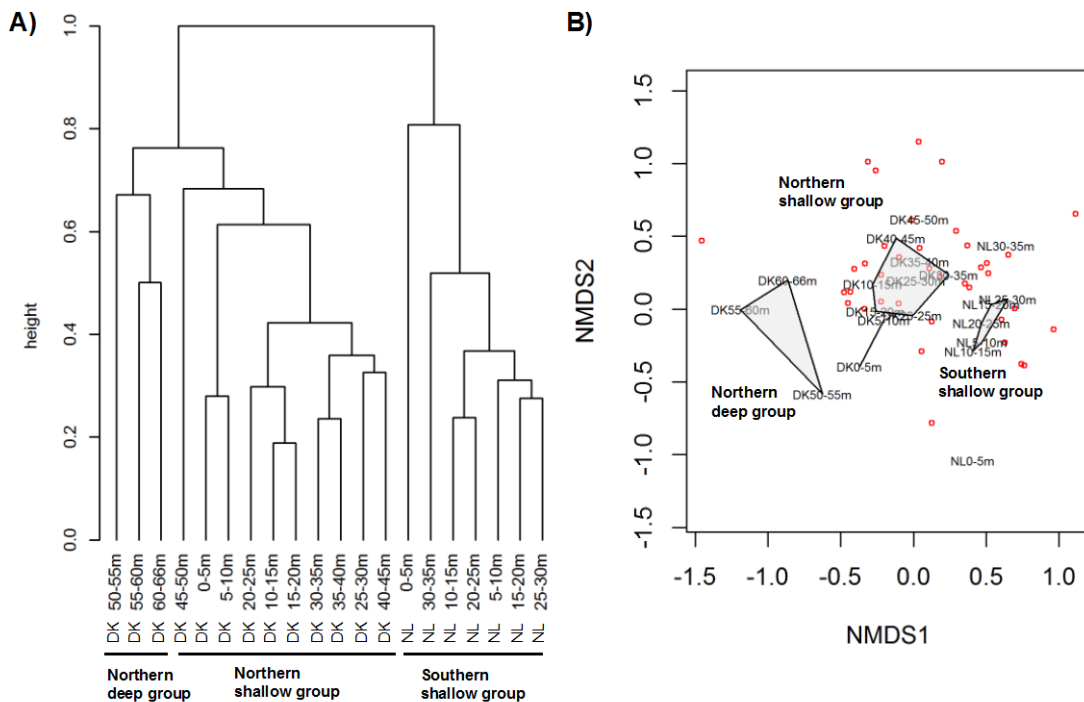 A)
height
1.0
0.8
0.6
0.4
0.2
0.0
DK 50-55m
DK 55-60m
DK 60-66m
DK 45-50m
DK 0-5m
DK 5-10m
DK 20-25m
DK 10-15m
DK 15-20m
DK 30-35m
DK 35-40m
DK 25-30m
DK 40-45m
NL 0-5m
NL 30-35m
NL 10-15m
NL 20-25m
NL 5-10m
NL 15-20m
NL 25-30m
Northern
deep group
Northern
shallow group
Southern
shallow group
B)
NMDS2
1.5
1.0
0.5
0.0
-0.5
-1.0
-1.5
Northern
shallow group
DK45-50m
DK40-45m
NL30-35m
DK35-40m
DK60-66m
DK10-15m
DK25-30m
DK30-35m
NL25-30m
NL15-20m
DK55-60m
DK5-10m
NL20-25m
NL5-10m
NL10-15m
DK0-5m
Southern
shallow group
Northern
deep group
DK50-55m
NL0-5m
-1.5
-1.0
-0.5
0.0
0.5
1.0
NMDS1